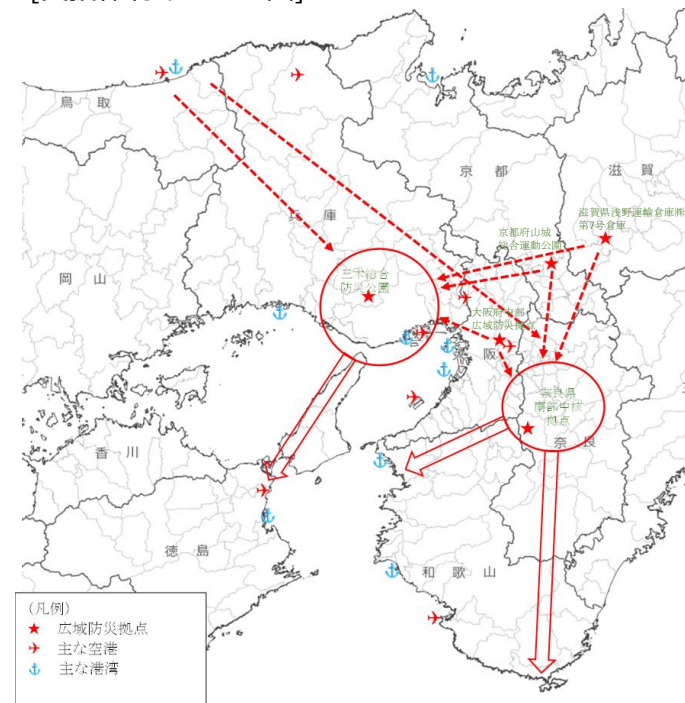 鳥 取
京 都
滋 賀
滋賀県浅野運輸倉庫㈱
第7号倉庫
兵 庫
京都府山城
総合運動公園
岡 山
三木総合
防災公園
大阪府中部
広域防災拠点
阪
奈良県
南部中核
拠点
奈 良
香 川
徳 島
和 歌 山
(凡例)
広域防災拠点
主な空港
主な港湾